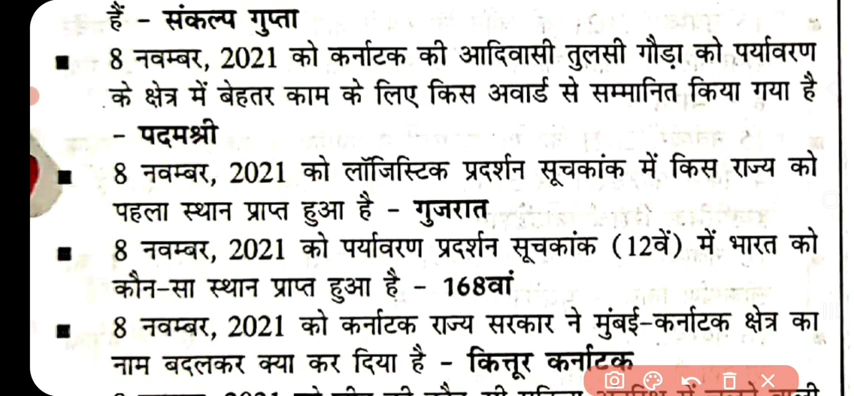 हैं - संकल्प गुप्ता
▪ 8 नवम्बर, 2021 को कर्नाटक की आदिवासी तुलसी गौड़ा को पर्यावरण
के क्षेत्र में बेहतर काम के लिए किस अवार्ड से सम्मानित किया गया है
- पदमश्री
▪ 8 नवम्बर, 2021 को लॉजिस्टिक प्रदर्शन सूचकांक में किस राज्य को
पहला स्थान प्राप्त हुआ है - गुजरात
▪ 8 नवम्बर, 2021 को पर्यावरण प्रदर्शन सूचकांक (12वें) में भारत को
कौन-सा स्थान प्राप्त हुआ है - 168वां
▪ 8 नवम्बर, 2021 को कर्नाटक राज्य सरकार ने मुंबई-कर्नाटक क्षेत्र का
नाम बदलकर क्या कर दिया है - कित्तूर कर्नाटक